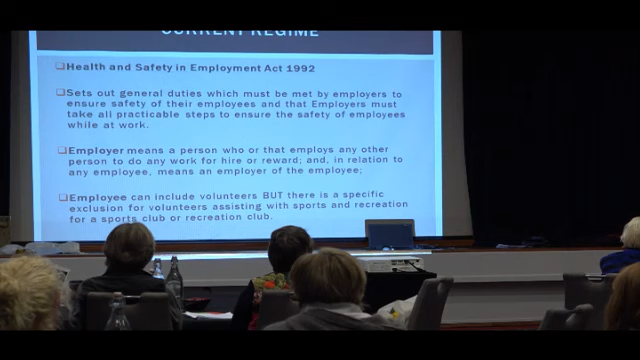 CURRENT REGIME
Health and Safety in Employment Act 1992
Sets out general duties which must be met by employers to
ensure safety of their employees and that Employers must
take all practicable steps to ensure the safety of employees
while at work.
Employer means a person who or that employs any other
person to do any work for hire or reward; and, in relation to
any employee, means an employer of the employee;
Employee can include volunteers BUT there is a specific
exclusion for volunteers assisting with sports and recreation
for a sports club or recreation club.